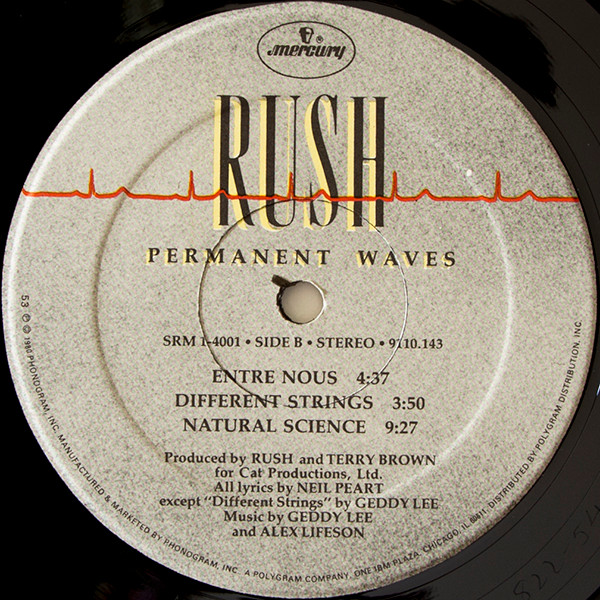 mercury
RUSH
PERMANENT WAVES
SRM 1-4001 • SIDE B • STEREO • 9110.143
ENTRE NOUS 4:37
DIFFERENT STRINGS 3:50
NATURAL SCIENCE 9:27
Produced by RUSH and TERRY BROWN
for Cat Productions, Ltd.
All lyrics by NEIL PEART
except "Different Strings" by GEDDY LEE
Music by GEDDY LEE
and ALEX LIFESON
53 ℗ © 1980 PHONOGRAM, INC. MANUFACTURED & MARKETED BY PHONOGRAM, INC. A POLYGRAM COMPANY, ONE IBM PLAZA, CHICAGO, IL 60611. DISTRIBUTED BY POLYGRAM DISTRIBUTION, INC.